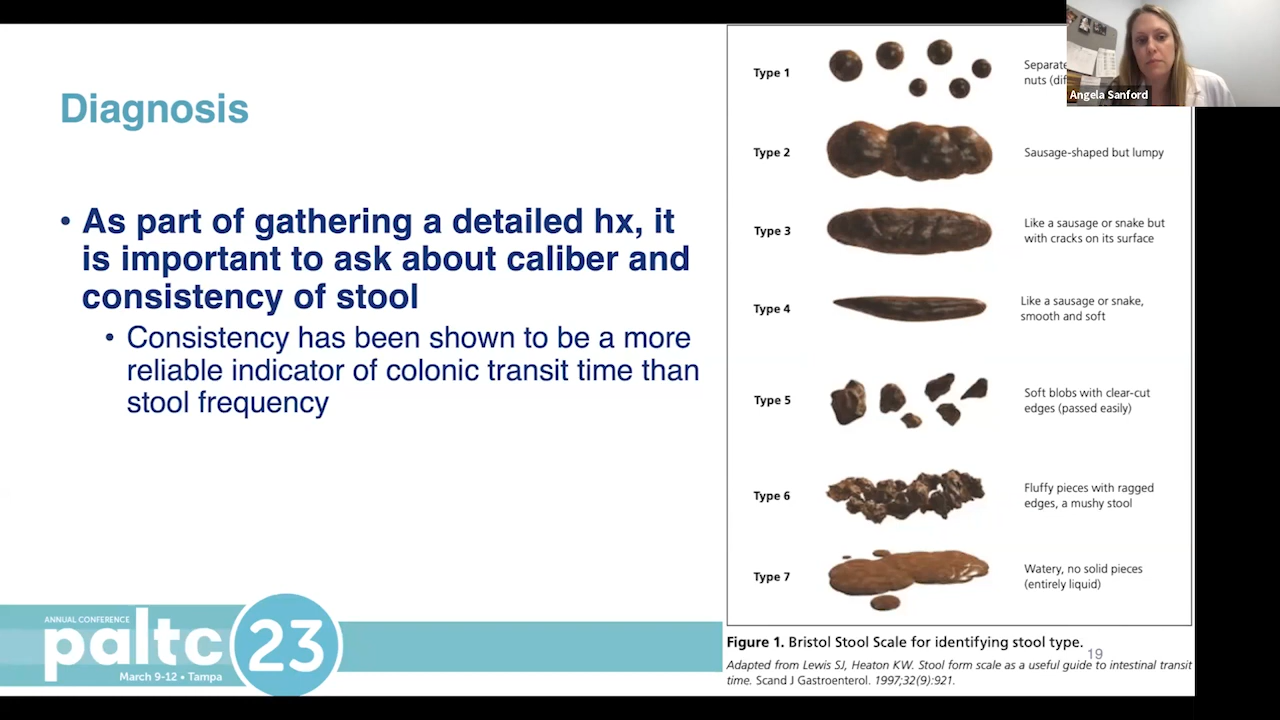 Diagnosis
• As part of gathering a detailed hx, it
is important to ask about caliber and
consistency of stool
• Consistency has been shown to be a more
reliable indicator of colonic transit time than
stool frequency
ANNUAL CONFERENCE
paltc 23
March 9-12 • Tampa
Type 1
Separate
nuts
Type 2
Sausage-shaped but lumpy
Type 3
Like a sausage or snake but
with cracks on its surface
Type 4
Like a sausage or snake,
smooth and soft
Type 5
Soft blobs with clear-cut
edges (passed easily)
Type 6
Fluffy pieces with ragged
edges, a mushy stool
Type 7
Watery, no solid pieces
(entirely liquid)
Figure 1. Bristol Stool Scale for identifying stool type.
19
Adapted from Lewis SJ, Heaton KW. Stool form scale as a useful guide to intestinal transit
time. Scand J Gastroenterol. 1997;32(9):921.
Angela Sanford